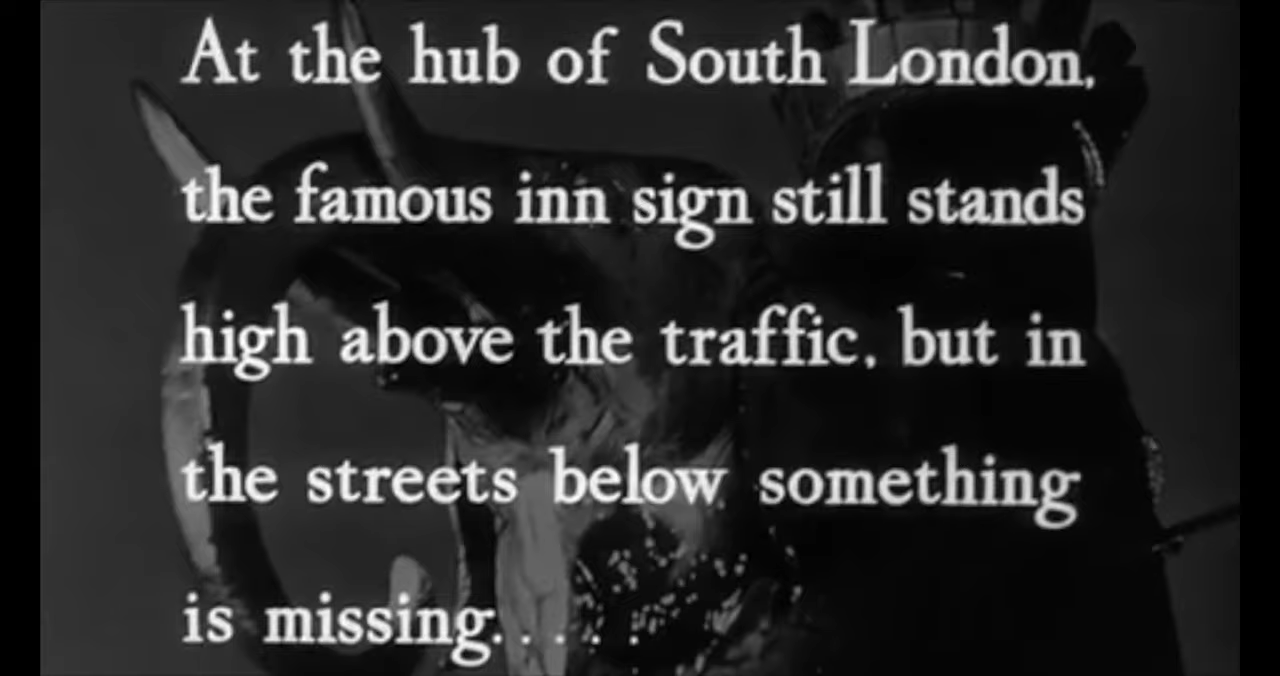 At the hub of South London,
the famous inn sign still stands
high above the traffic, but in
the streets below something
is missing.....